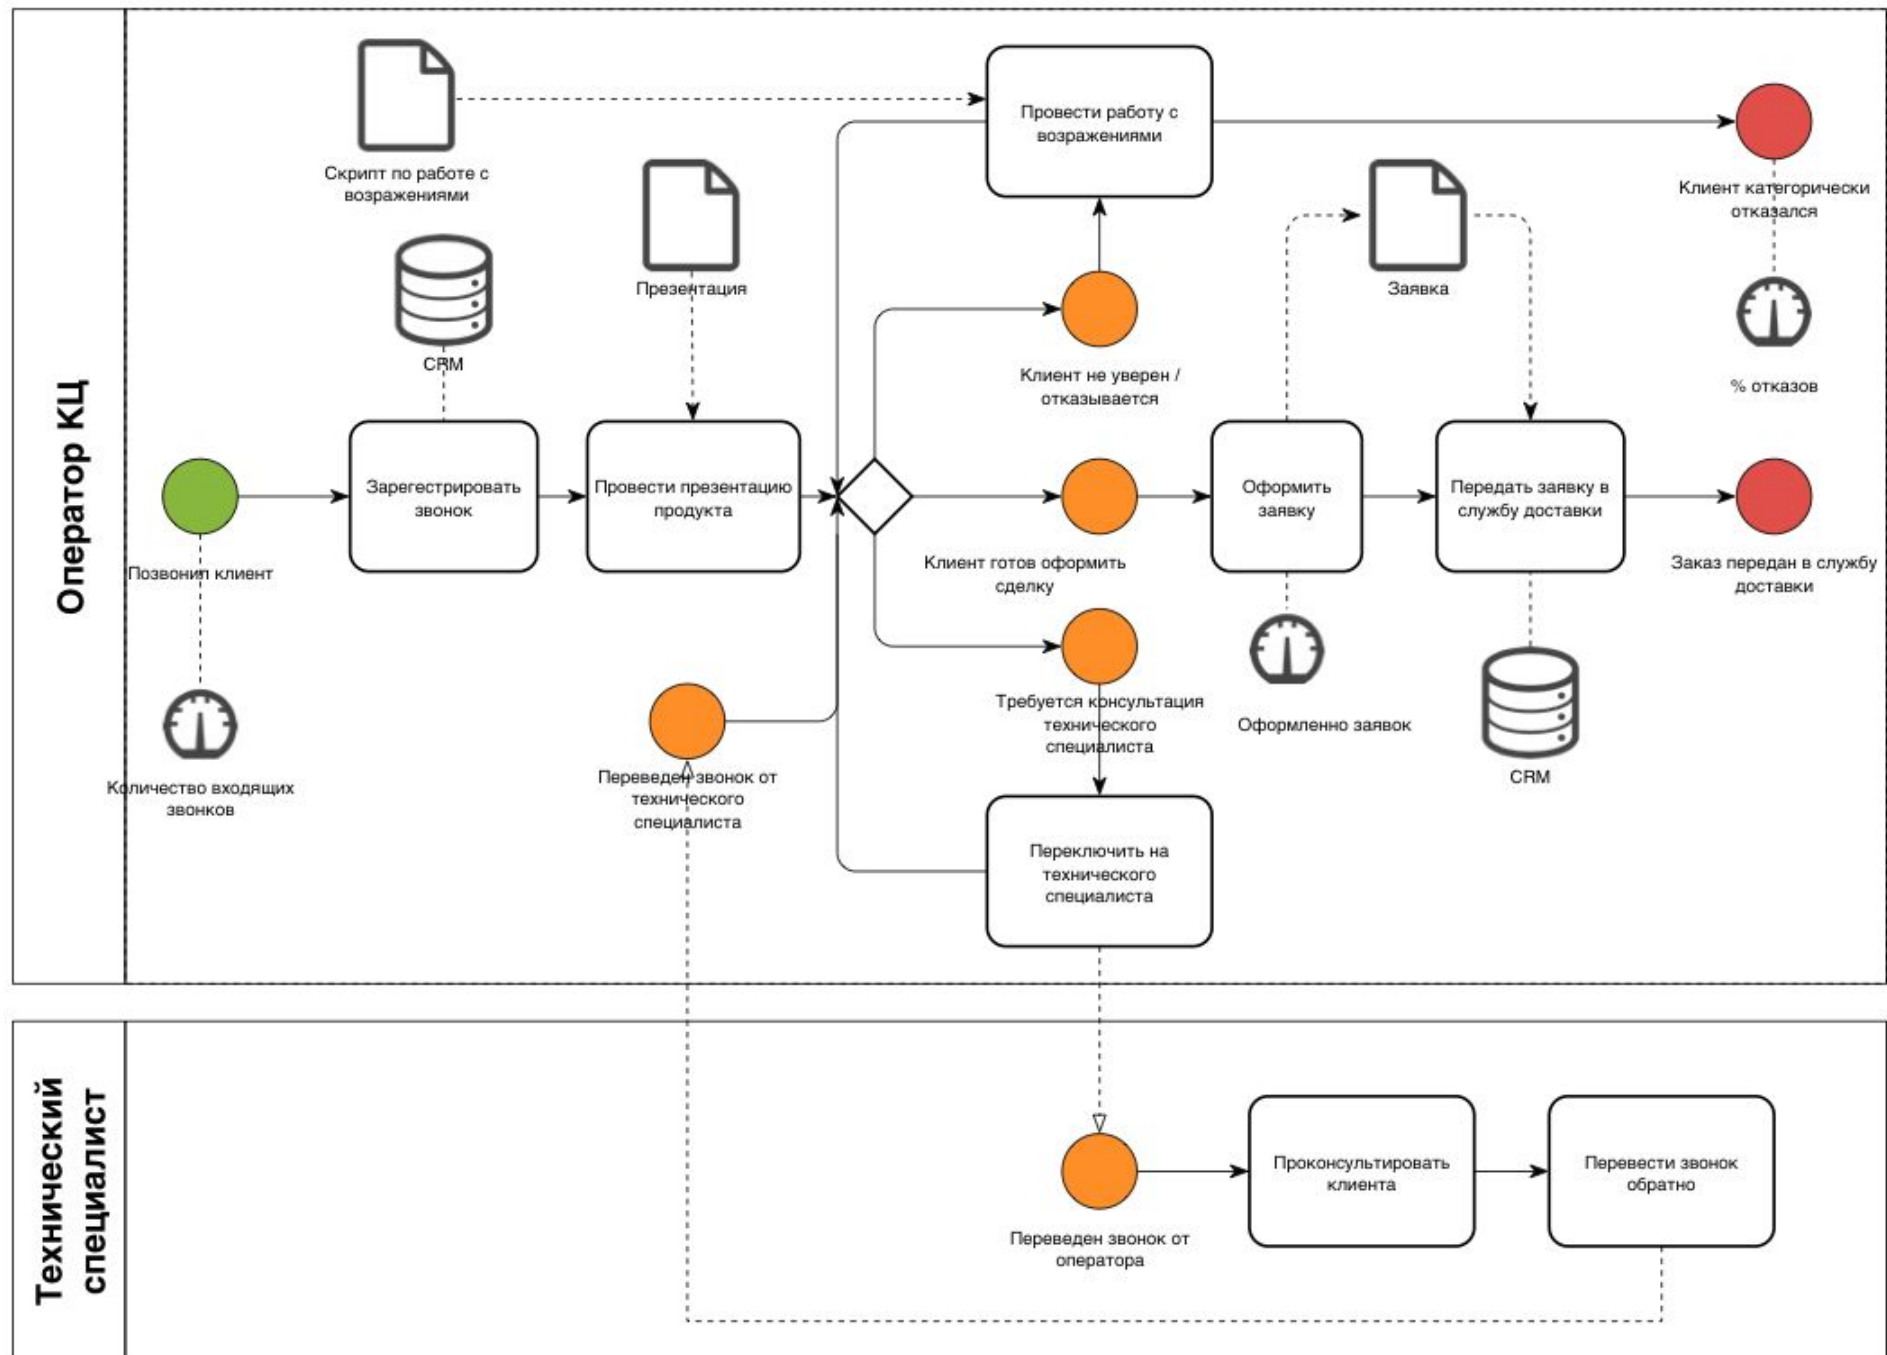 Оператор КЦ
Скрипт по работе с
возражениями
CRM
Презентация
Провести работу с
возражениями
Клиент категорически
отказался
Заявка
% отказов
Клиент не уверен /
отказывается
Позвонил клиент
Зарегестрировать
звонок
Провести презентацию
продукта
Клиент готов оформить
сделку
Оформить
заявку
Передать заявку в
службу доставки
Заказ передан в службу
доставки
Количество входящих
звонков
Переведен звонок от
технического
специалиста
Требуется консультация
технического
специалиста
Оформленно заявок
CRM
Переключить на
технического
специалиста
Технический
специалист
Переведен звонок от
оператора
Проконсультировать
клиента
Перевести звонок
обратно